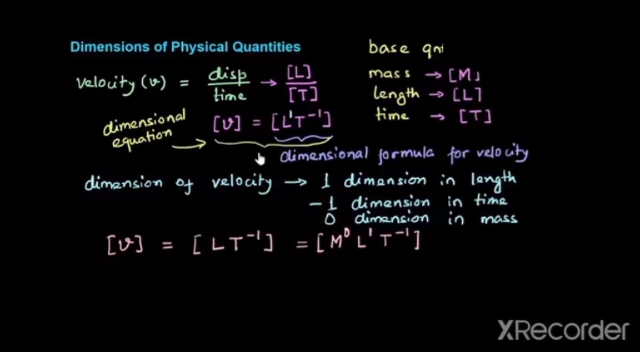 Dimensions of Physical Quantities
base qnt
velocity (v) = disp/time → [L]/[T]
mass → [M]
length → [L]
time → [T]
dimensional equation → [v] = [L¹T⁻¹]
dimensional formula for velocity
dimension of velocity → 1 dimension in length
-1 dimension in time
0 dimension in mass
[v] = [LT⁻¹] = [M⁰L¹T⁻¹]
XRecorder